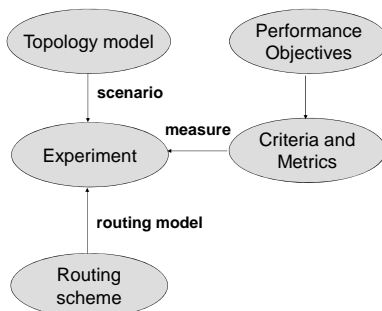 Topology model
Performance
Objectives
scenario
measure
Experiment
Criteria and
Metrics
routing model
Routing
scheme